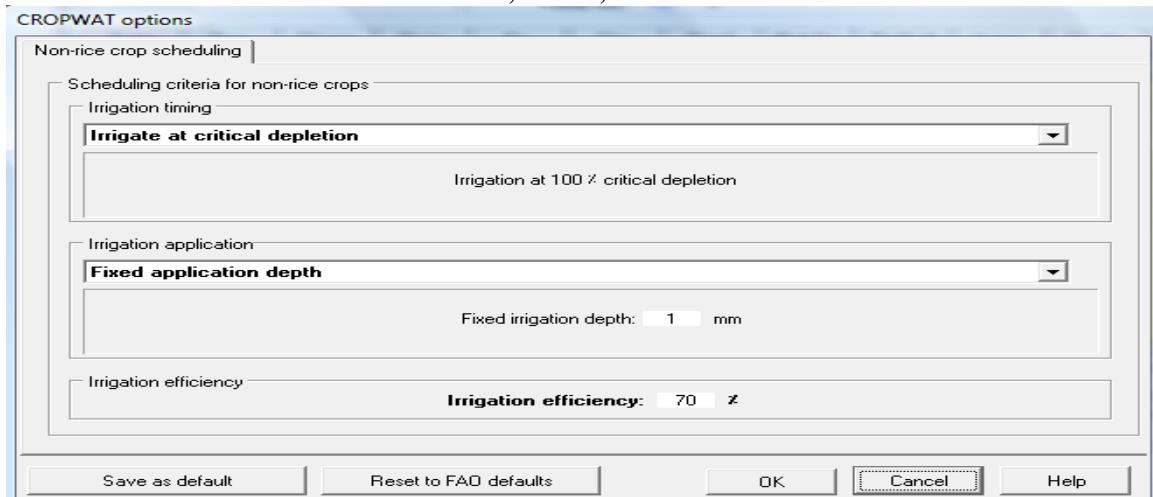 CROPWAT options
Non-rice crop scheduling
Scheduling criteria for non-rice crops
Irrigation timing
Irrigate at critical depletion
Irrigation at 100 % critical depletion
Irrigation application
Fixed application depth
Fixed irrigation depth: 1 mm
Irrigation efficiency
Irrigation efficiency: 70 %
Save as default Reset to FAO defaults OK Cancel Help